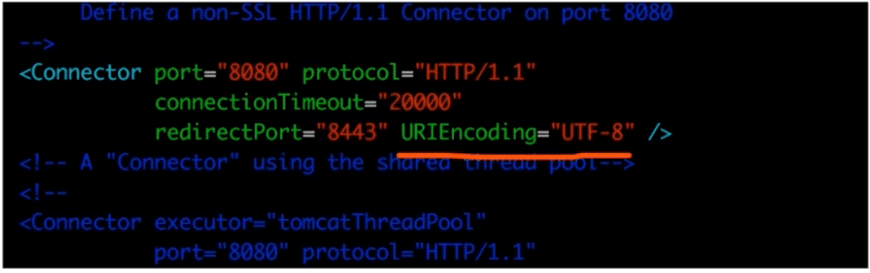 Define a non-SSL HTTP/1.1 Connector on port 8080
-->
<Connector port="8080" protocol="HTTP/1.1"
connectionTimeout="20000"
redirectPort="8443" URIEncoding="UTF-8" />
<!-- A "Connector" using the shared thread pool-->
<!--
<Connector executor="tomcatThreadPool"
port="8080" protocol="HTTP/1.1"